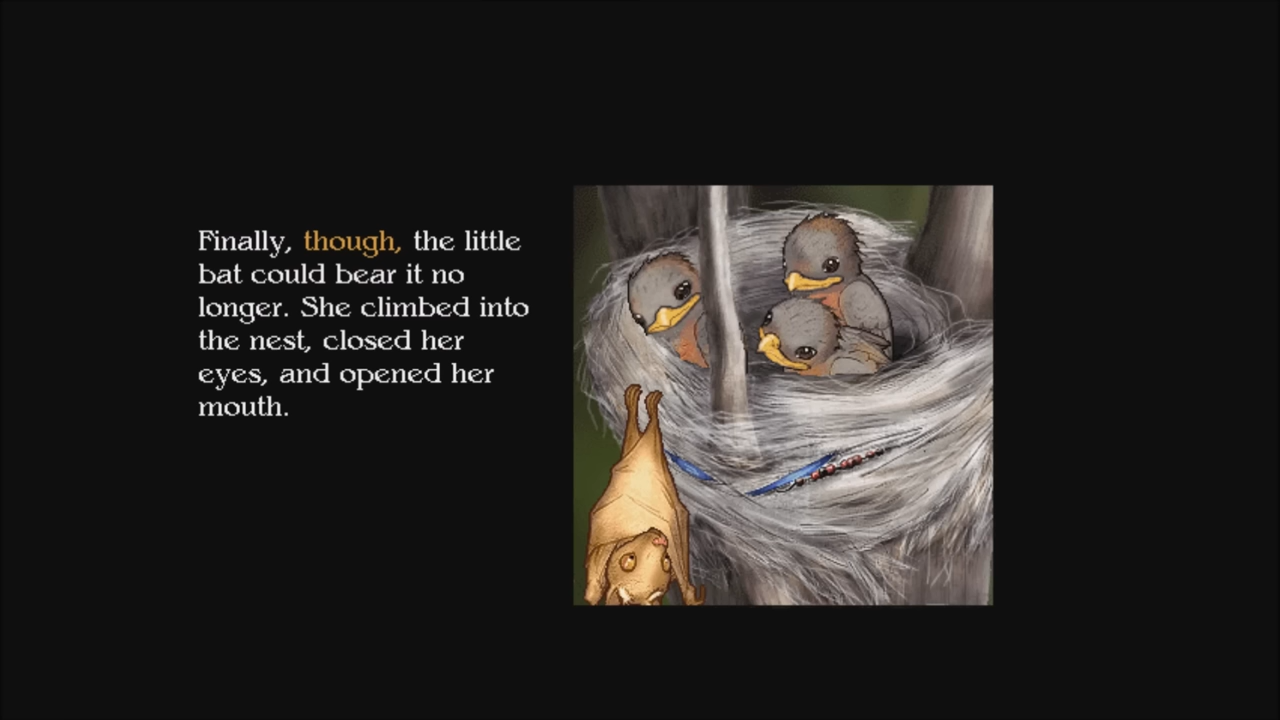 Finally, though, the little
bat could bear it no
longer. She climbed into
the nest, closed her
eyes, and opened her
mouth.